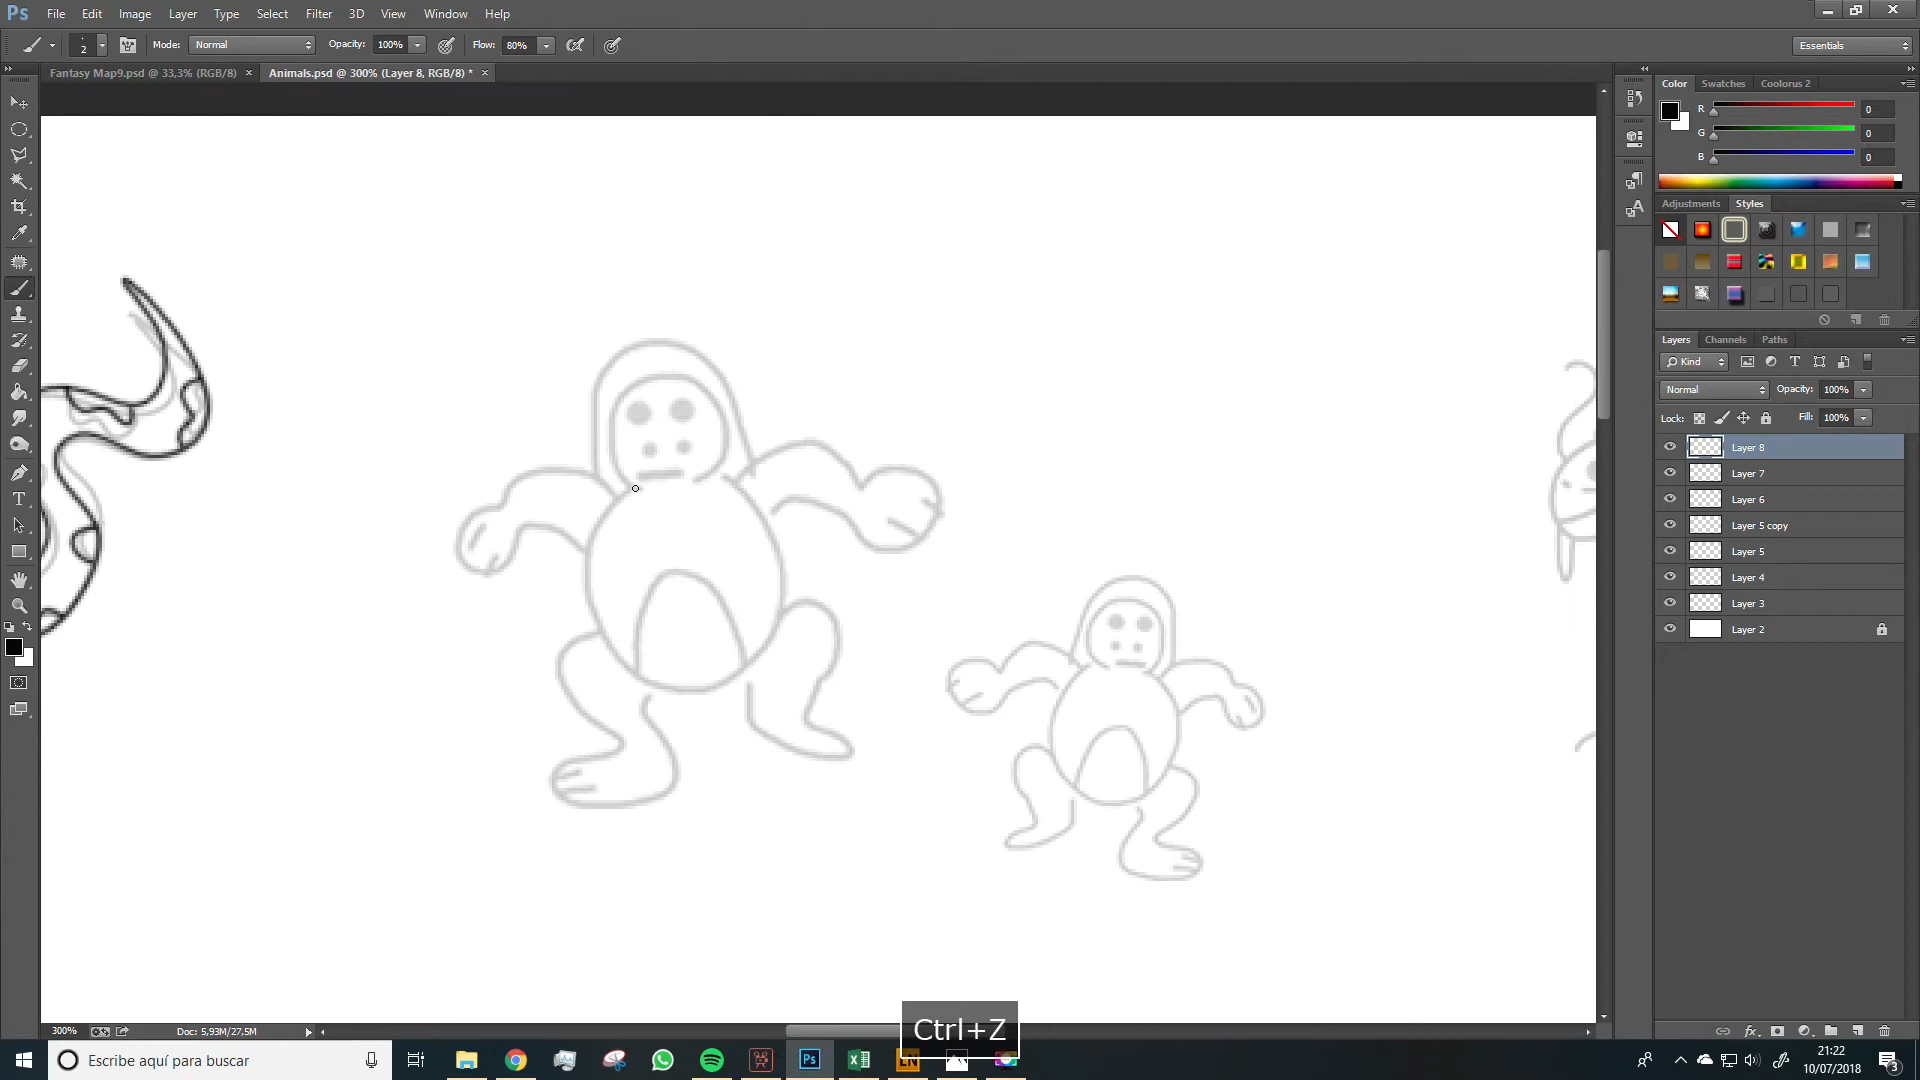 Ps File Edit Image Layer Type Select Filter 3D View Window Help
2 Mode: Normal Opacity: 100% Flow: 80% Essentials
Fantasy Map9.psd @ 33,3% (RGB/8) × Animals.psd @ 300% (Layer 8, RGB/8) * ×
Color Swatches Coolorus 2
R 0
G 0
B 0
Adjustments Styles
Layers Channels Paths
Kind
Normal Opacity: 100%
Lock: Fill: 100%
Layer 8
Layer 7
Layer 6
Layer 5 copy
Layer 5
Layer 4
Layer 3
Layer 2
300% Doc: 5,93M/27,5M
Ctrl+Z
Escribe aquí para buscar
Ps
21:22
10/07/2018
3